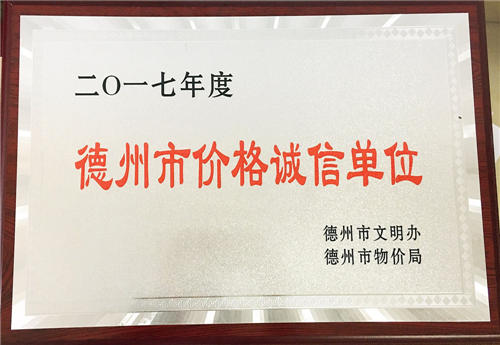 二〇一七年度
德州市价格诚信单位
德州市文明办
德州市物价局